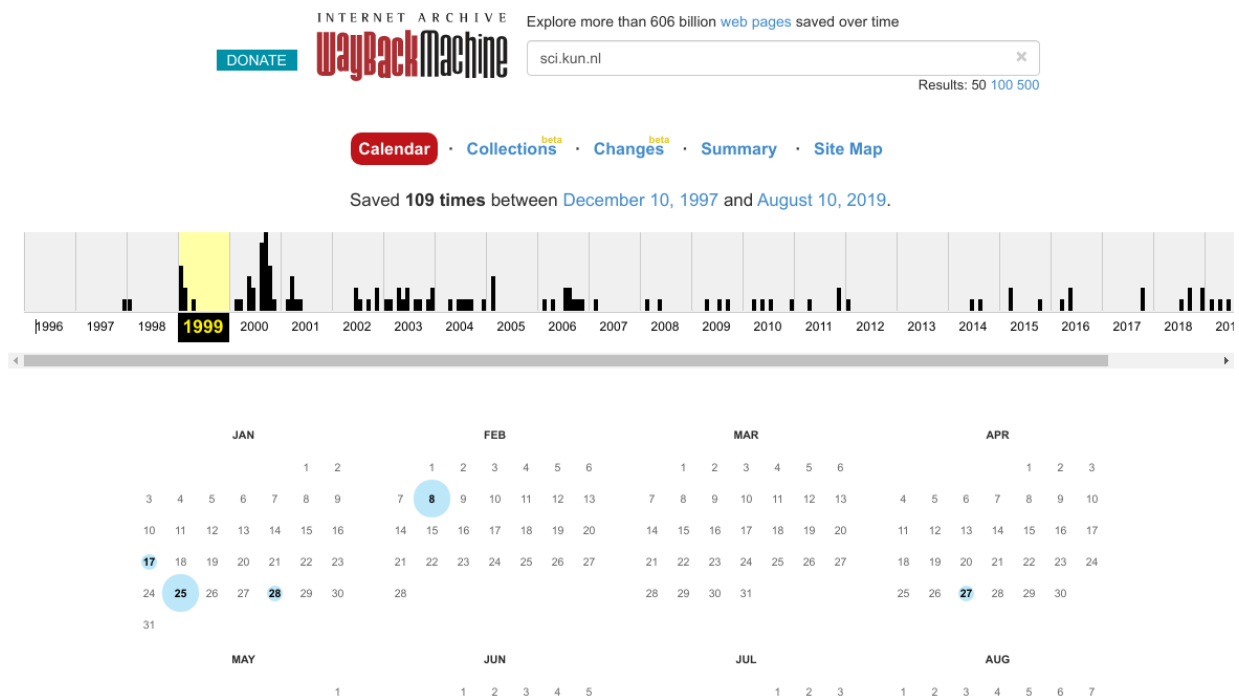 INTERNET ARCHIVE
WayBackMachine
DONATE
Explore more than 606 billion web pages saved over time
sci.kun.nl ×
Results: 50 100 500
Calendar · Collections beta · Changes beta · Summary · Site Map
Saved 109 times between December 10, 1997 and August 10, 2019.
1996 1997 1998 1999 2000 2001 2002 2003 2004 2005 2006 2007 2008 2009 2010 2011 2012 2013 2014 2015 2016 2017 2018 201
JAN
1 2
3 4 5 6 7 8 9
10 11 12 13 14 15 16
17 18 19 20 21 22 23
24 25 26 27 28 29 30
31
FEB
1 2 3 4 5 6
7 8 9 10 11 12 13
14 15 16 17 18 19 20
21 22 23 24 25 26 27
28
MAR
1 2 3 4 5 6
7 8 9 10 11 12 13
14 15 16 17 18 19 20
21 22 23 24 25 26 27
28 29 30 31
APR
1 2 3
4 5 6 7 8 9 10
11 12 13 14 15 16 17
18 19 20 21 22 23 24
25 26 27 28 29 30
MAY
1
JUN
1 2 3 4 5
JUL
1 2 3
AUG
1 2 3 4 5 6 7